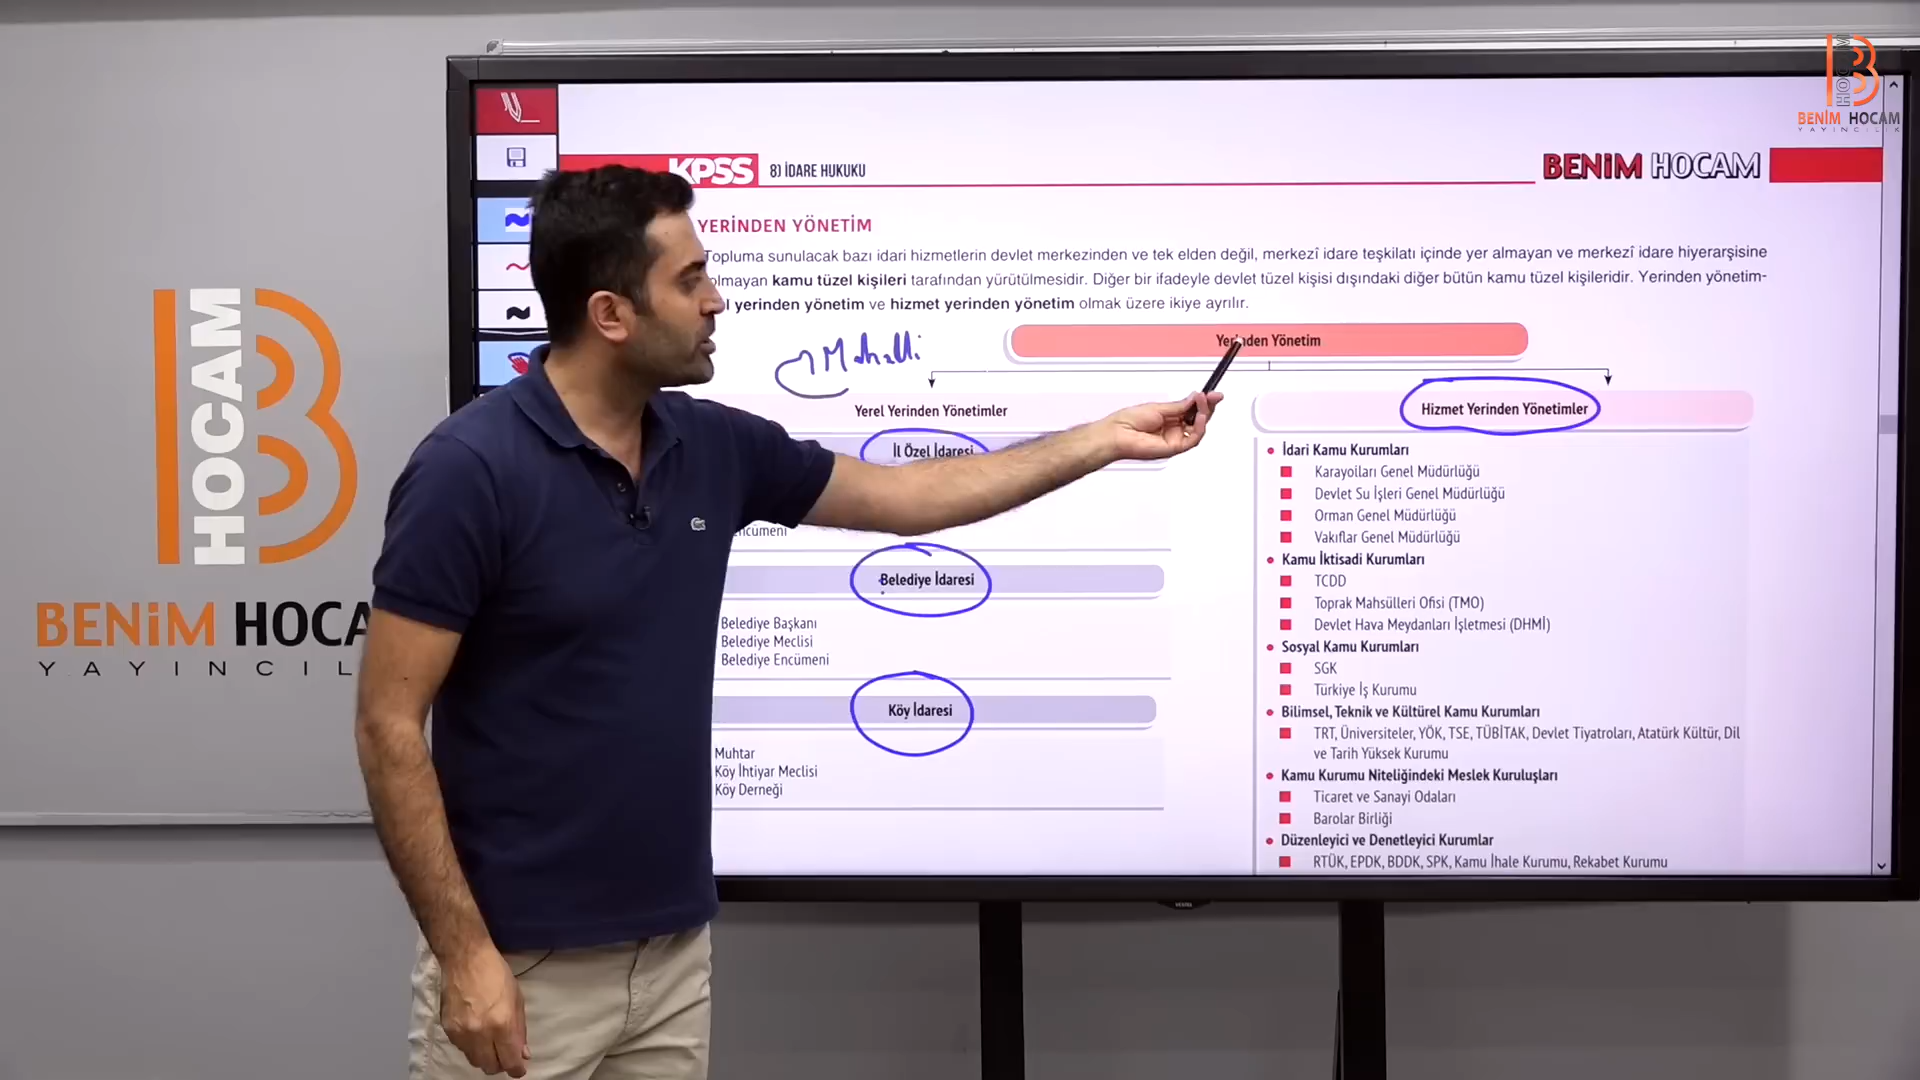 BENİM HOCAM
YAYINCILIK
HOCAM
BENİM HOCA
YAYINCIL
KPSS
8) İDARE HUKUKU
BENİM HOCAM
YERİNDEN YÖNETİM
Topluma sunulacak bazı idari hizmetlerin devlet merkezinden ve tek elden değil, merkezî idare teşkilatı içinde yer almayan ve merkezî idare hiyerarşisine
olmayan kamu tüzel kişileri tarafından yürütülmesidir. Diğer bir ifadeyle devlet tüzel kişisi dışındaki diğer bütün kamu tüzel kişileridir. Yerinden yönetim-
l yerinden yönetim ve hizmet yerinden yönetim olmak üzere ikiye ayrılır.
Yerinden Yönetim
Mahalli
Yerel Yerinden Yönetimler
İl Özel İdaresi
Encümeni
Belediye İdaresi
Belediye Başkanı
Belediye Meclisi
Belediye Encümeni
Köy İdaresi
Muhtar
Köy İhtiyar Meclisi
Köy Derneği
Hizmet Yerinden Yönetimler
• İdari Kamu Kurumları
Karayolları Genel Müdürlüğü
Devlet Su İşleri Genel Müdürlüğü
Orman Genel Müdürlüğü
Vakıflar Genel Müdürlüğü
• Kamu İktisadi Kurumları
TCDD
Toprak Mahsülleri Ofisi (TMO)
Devlet Hava Meydanları İşletmesi (DHMİ)
• Sosyal Kamu Kurumları
SGK
Türkiye İş Kurumu
• Bilimsel, Teknik ve Kültürel Kamu Kurumları
TRT, Üniversiteler, YÖK, TSE, TÜBİTAK, Devlet Tiyatroları, Atatürk Kültür, Dil
ve Tarih Yüksek Kurumu
• Kamu Kurumu Niteliğindeki Meslek Kuruluşları
Ticaret ve Sanayi Odaları
Barolar Birliği
• Düzenleyici ve Denetleyici Kurumlar
RTÜK, EPDK, BDDK, SPK, Kamu İhale Kurumu, Rekabet Kurumu